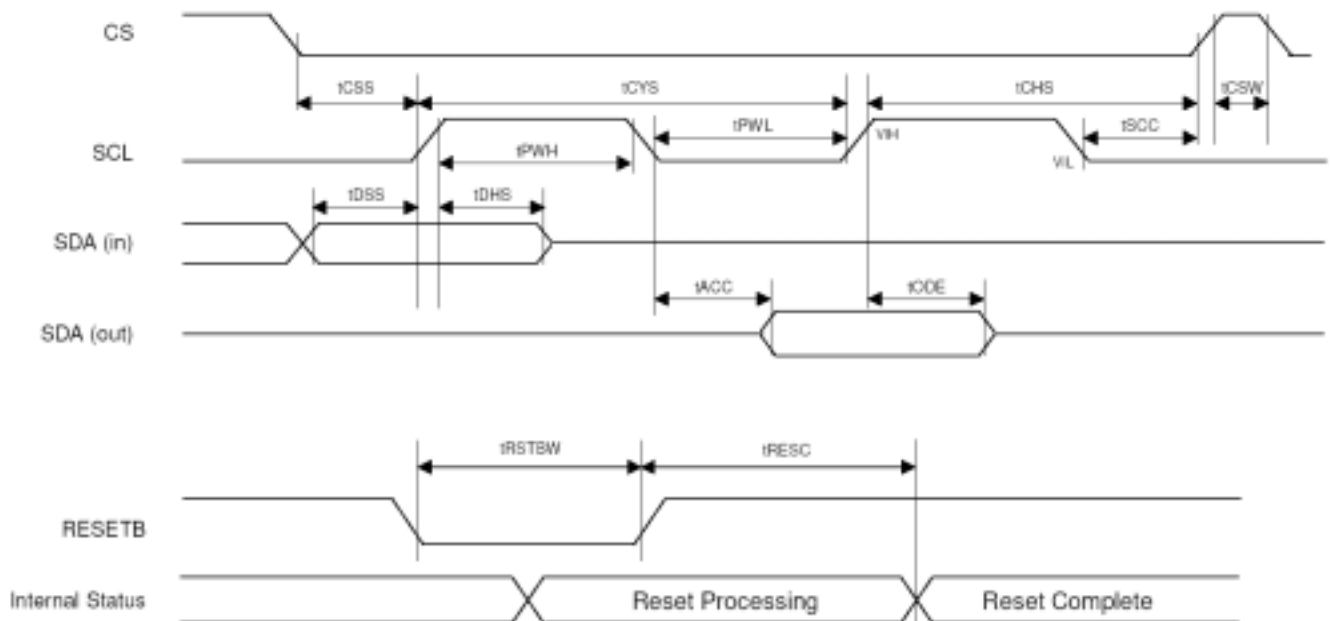 CS
tCSS
tCYS
tCHS
tCSW
SCL
tPWH
tPWL
VIH
tSCC
VIL
tDSS
tDHS
SDA (in)
tACC
tODE
SDA (out)
tRSTBW
tRESC
RESETB
Internal Status
Reset Processing
Reset Complete